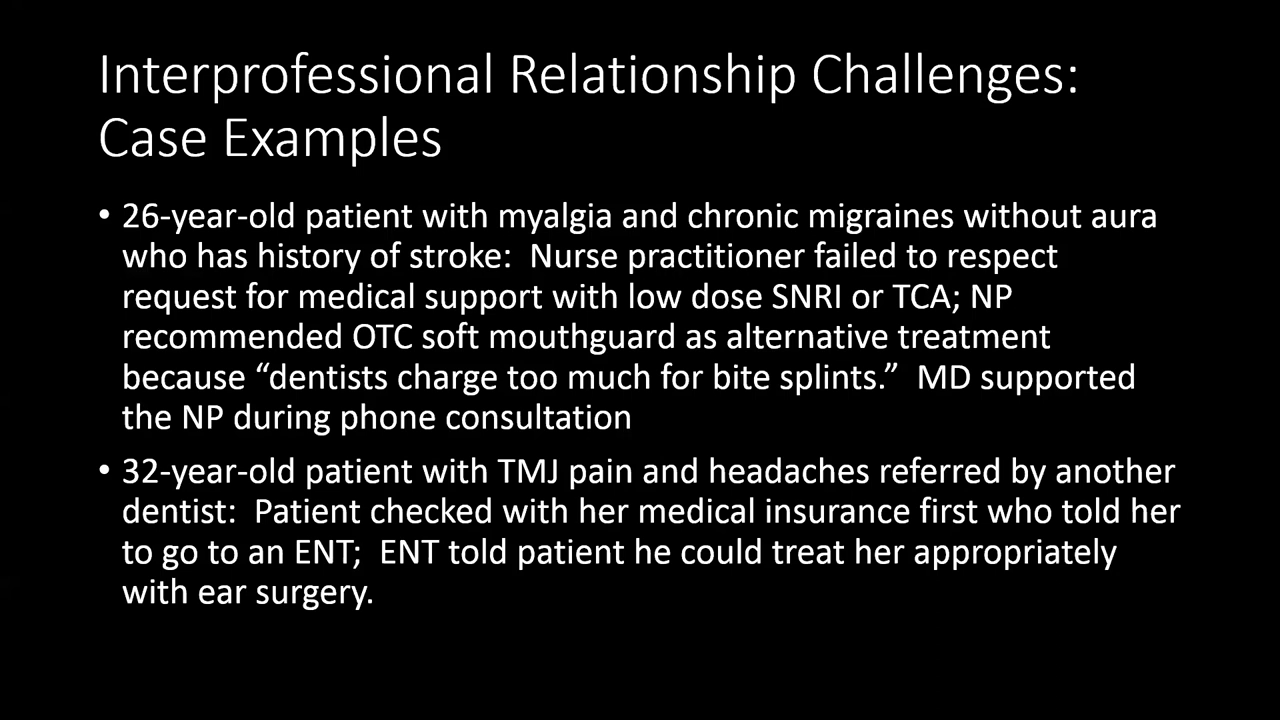 Interprofessional Relationship Challenges:
Case Examples
• 26-year-old patient with myalgia and chronic migraines without aura
who has history of stroke:  Nurse practitioner failed to respect
request for medical support with low dose SNRI or TCA; NP
recommended OTC soft mouthguard as alternative treatment
because “dentists charge too much for bite splints.”  MD supported
the NP during phone consultation
• 32-year-old patient with TMJ pain and headaches referred by another
dentist:  Patient checked with her medical insurance first who told her
to go to an ENT;  ENT told patient he could treat her appropriately
with ear surgery.